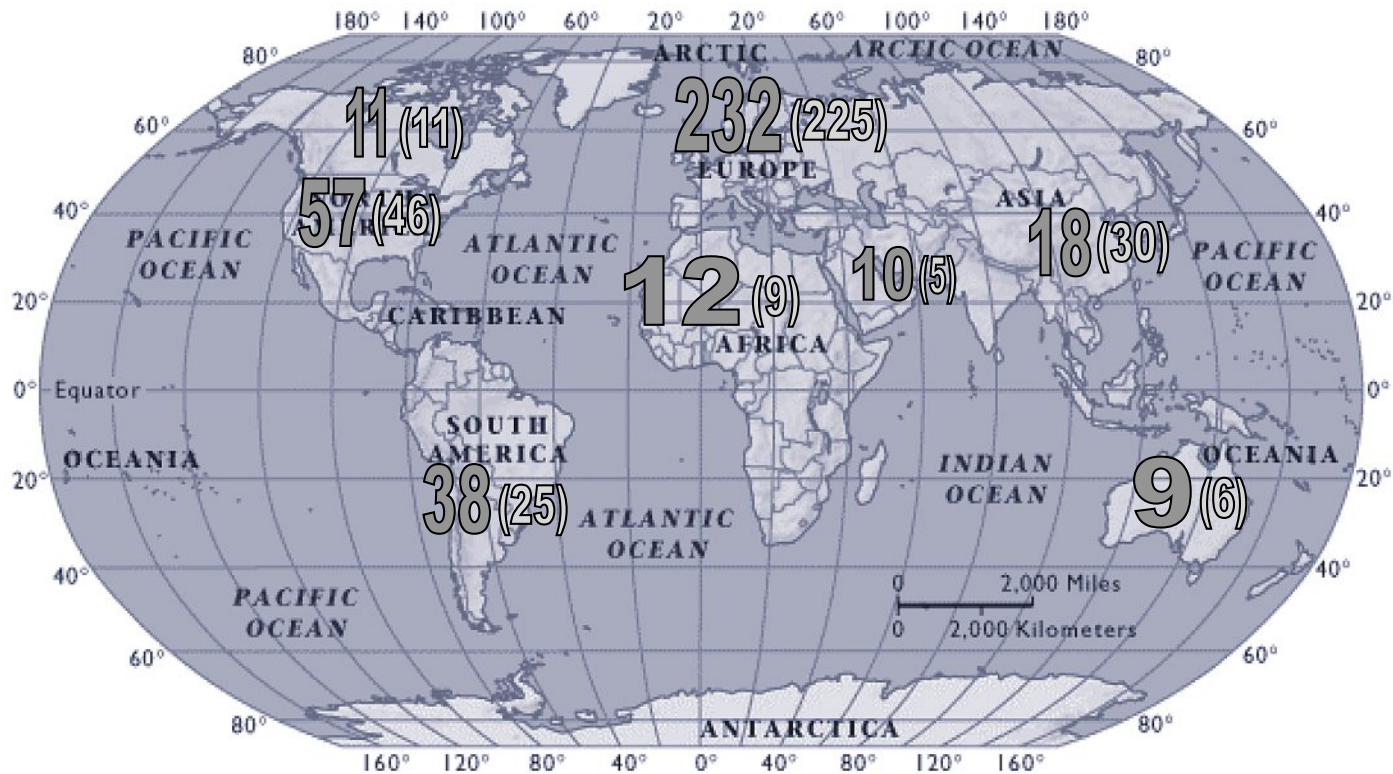 180° 140° 100° 60° 20° 20° 60° 100° 140° 180°
80° ARCTIC ARCTIC OCEAN 80°
11 (11)
232 (225)
60° 60°
EUROPE
57 (46)
ASIA
18 (30)
40° 40°
PACIFIC
OCEAN
ATLANTIC
OCEAN
12 (9)
10 (5)
PACIFIC
OCEAN
20° 20°
CARIBBEAN
AFRICA
0° Equator 0°
SOUTH
AMERICA
38 (25)
OCEANIA
INDIAN
OCEAN
OCEANIA
9 (6)
20° 20°
ATLANTIC
OCEAN
40° 40°
0 2,000 Miles
0 2,000 Kilometers
PACIFIC
OCEAN
60° 60°
80° ANTARCTICA 80°
160° 120° 80° 40° 0° 40° 80° 120° 160°